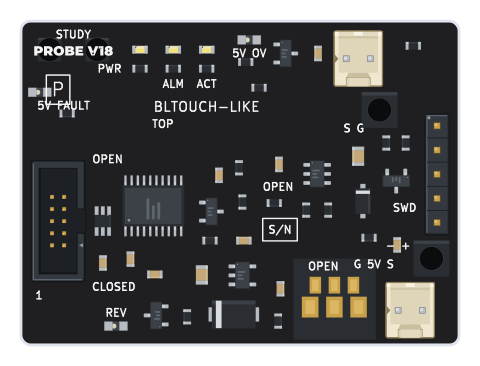 STUDY
PROBE V18
5V OV
PWR
ALM ACT
P
5V FAULT
BLTOUCH-LIKE
TOP
S G
OPEN
OPEN
SWD
S/N
+
G 5V S
OPEN
CLOSED
1
REV